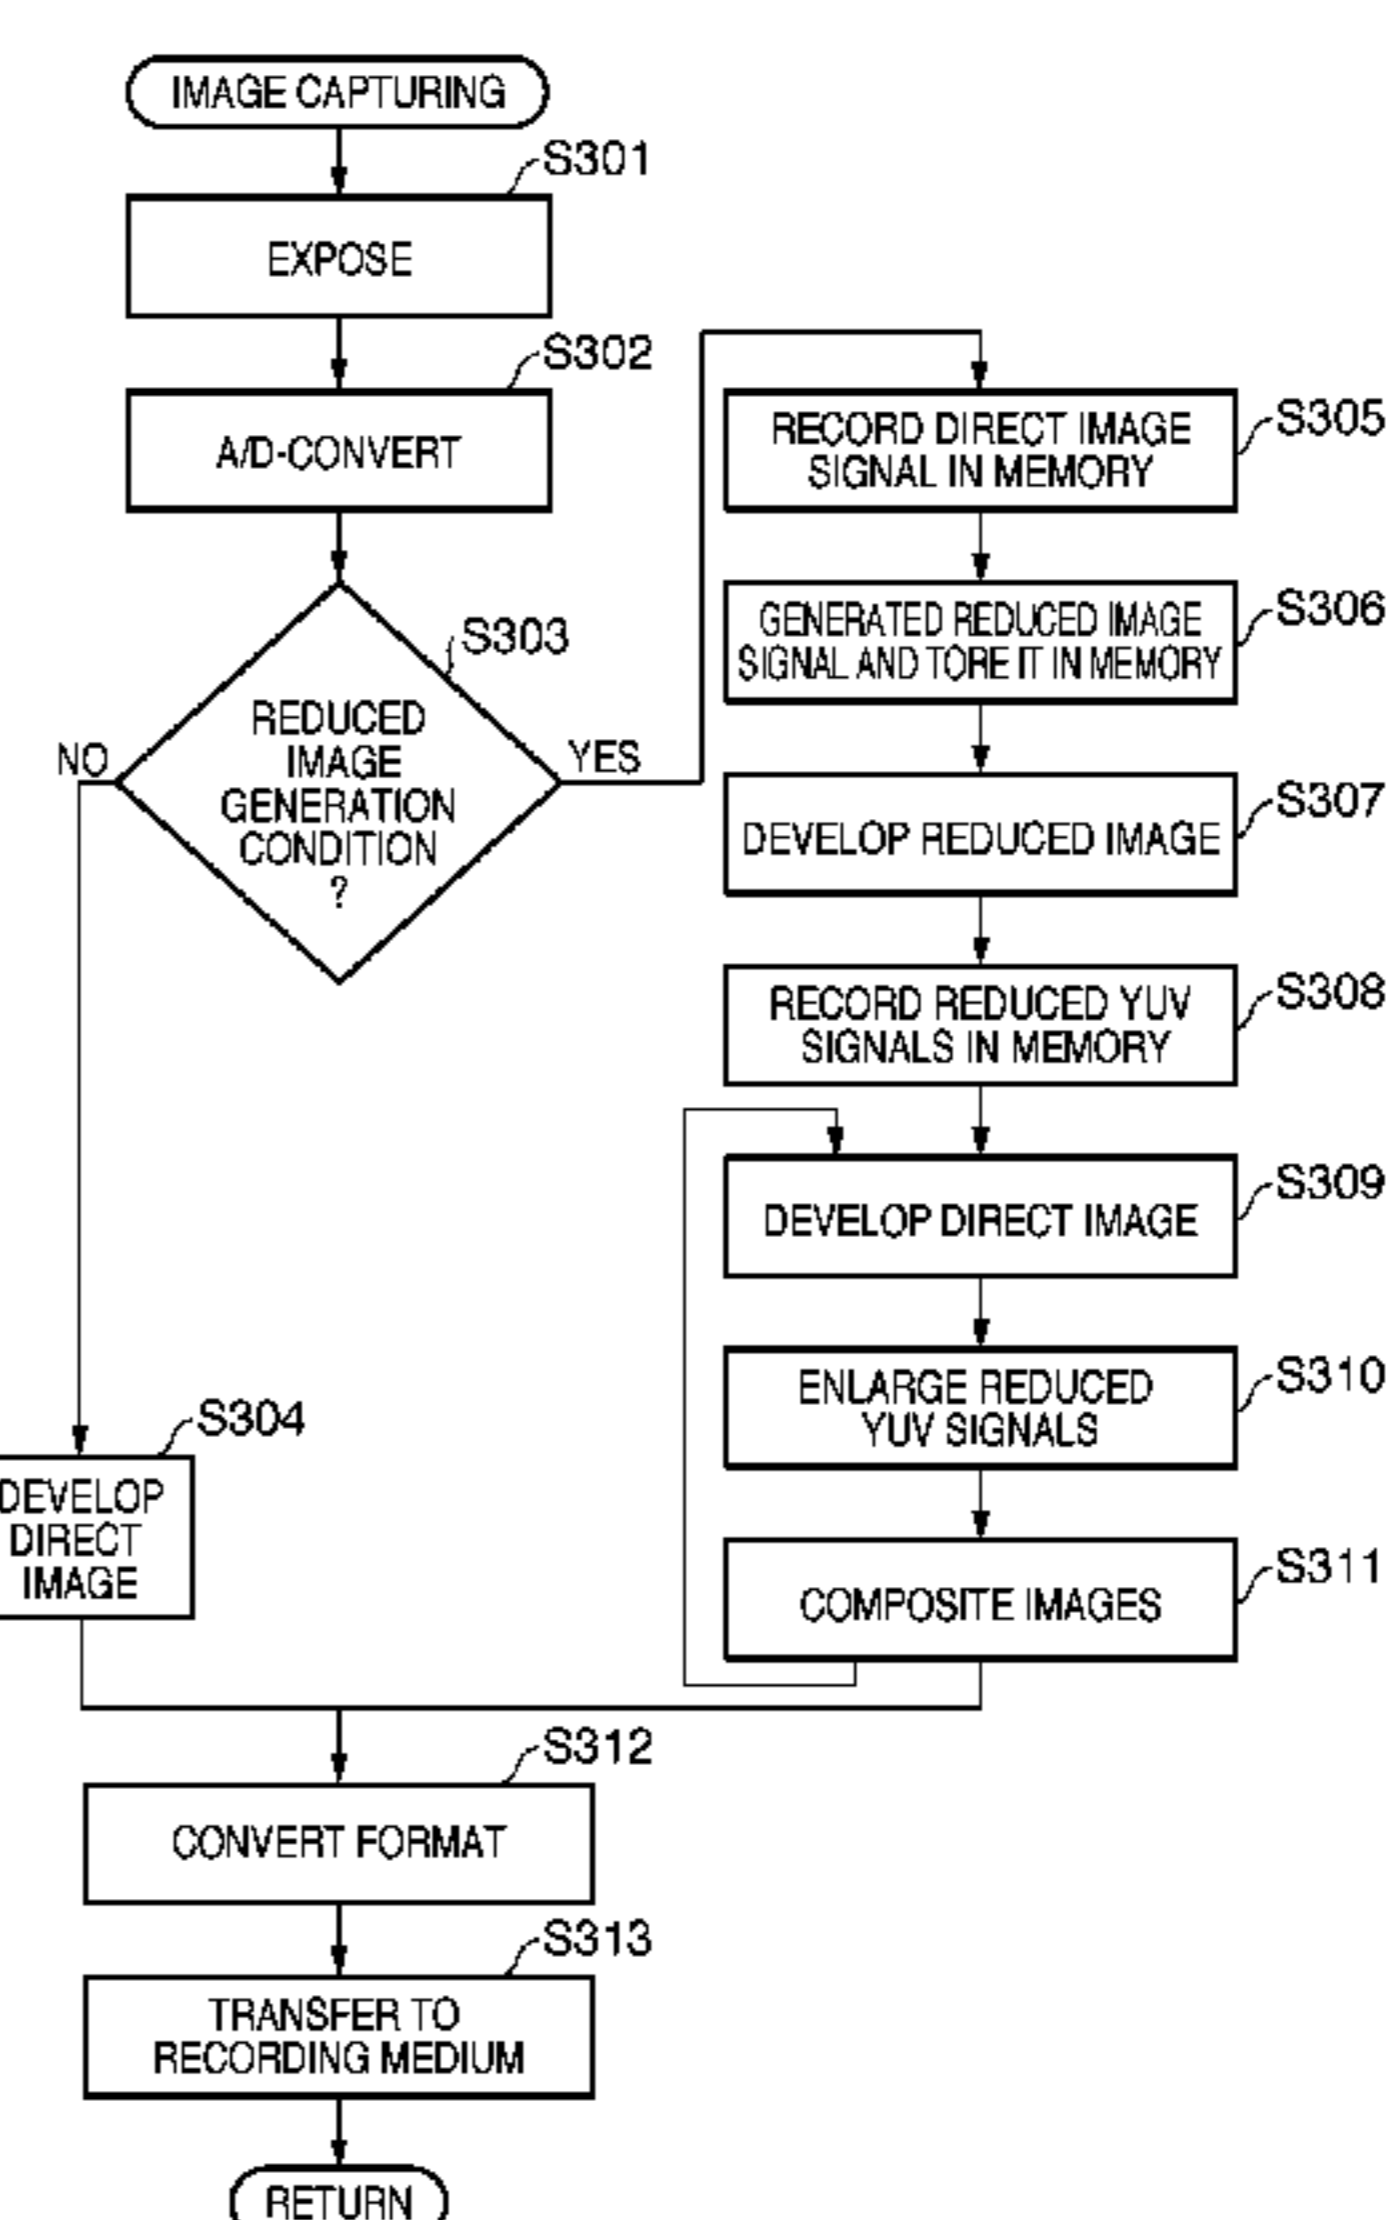 IMAGE CAPTURING
S301
EXPOSE
S302
A/D-CONVERT
S303
REDUCED
IMAGE
GENERATION
CONDITION
?
NO
YES
S304
DEVELOP
DIRECT
IMAGE
S305
RECORD DIRECT IMAGE
SIGNAL IN MEMORY
S306
GENERATED REDUCED IMAGE
SIGNAL AND TORE IT IN MEMORY
S307
DEVELOP REDUCED IMAGE
S308
RECORD REDUCED YUV
SIGNALS IN MEMORY
S309
DEVELOP DIRECT IMAGE
S310
ENLARGE REDUCED
YUV SIGNALS
S311
COMPOSITE IMAGES
S312
CONVERT FORMAT
S313
TRANSFER TO
RECORDING MEDIUM
RETURN